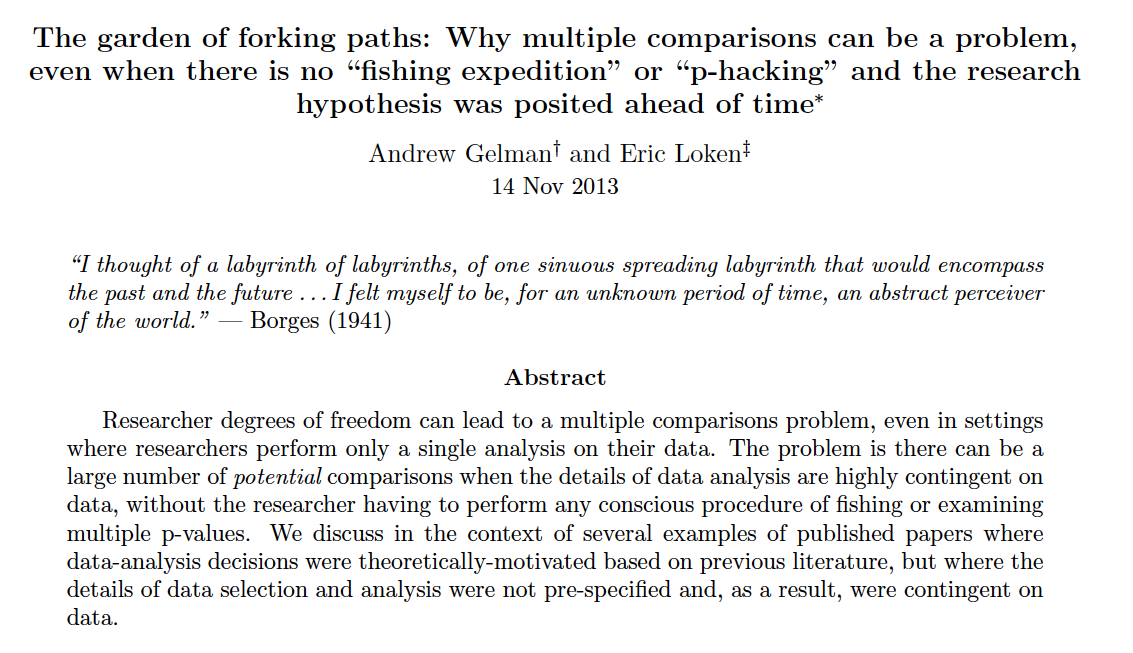 The garden of forking paths: Why multiple comparisons can be a problem,
even when there is no “fishing expedition” or “p-hacking” and the research
hypothesis was posited ahead of time*
Andrew Gelman† and Eric Loken‡
14 Nov 2013
“I thought of a labyrinth of labyrinths, of one sinuous spreading labyrinth that would encompass
the past and the future . . . I felt myself to be, for an unknown period of time, an abstract perceiver
of the world.” — Borges (1941)
Abstract
Researcher degrees of freedom can lead to a multiple comparisons problem, even in settings
where researchers perform only a single analysis on their data. The problem is there can be a
large number of potential comparisons when the details of data analysis are highly contingent on
data, without the researcher having to perform any conscious procedure of fishing or examining
multiple p-values. We discuss in the context of several examples of published papers where
data-analysis decisions were theoretically-motivated based on previous literature, but where the
details of data selection and analysis were not pre-specified and, as a result, were contingent on
data.